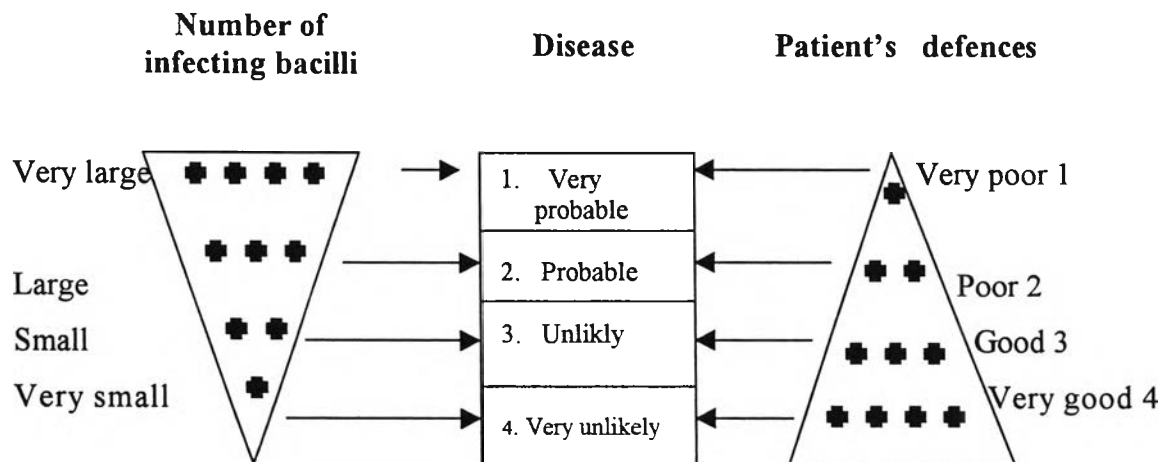 Number of
infecting bacilli
Disease
Patient's defences
Very large
Large
Small
Very small
1. Very
probable
2. Probable
3. Unlikly
4. Very unlikely
Very poor 1
Poor 2
Good 3
Very good 4